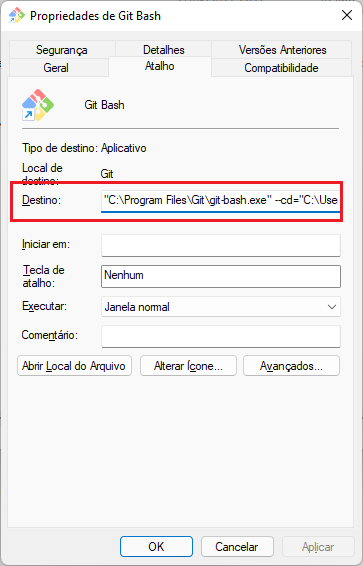 Propriedades de Git Bash
Segurança Detalhes Versões Anteriores
Geral Atalho Compatibilidade
Git Bash
Tipo de destino: Aplicativo
Local de destino: Git
Destino: "C:\Program Files\Git\git-bash.exe" --cd="C:\Use
Iniciar em:
Tecla de atalho: Nenhum
Executar: Janela normal
Comentário:
Abrir Local do Arquivo Alterar Ícone... Avançados...
OK Cancelar Aplicar